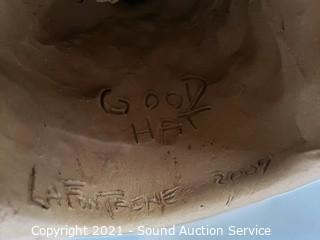 GOOD
HAT
LAFONTAINE 2009
Copyright 2021 - Sound Auction Service